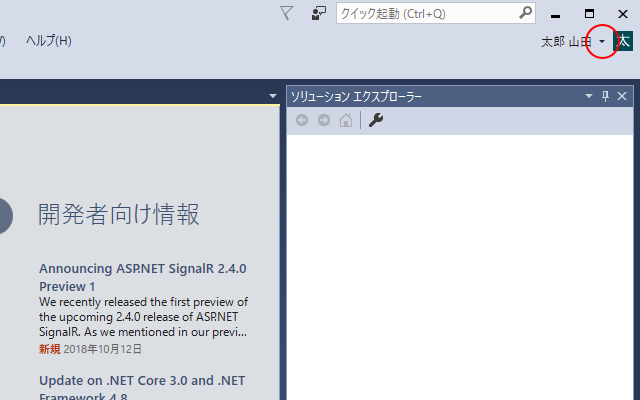 クイック起動 (Ctrl+Q)
ヘルプ(H)
太郎 山田
太
ソリューション エクスプローラー
開発者向け情報
Announcing ASP.NET SignalR 2.4.0
Preview 1
We recently released the first preview of
the upcoming 2.4.0 release of ASP.NET
SignalR. As we mentioned in our previ...
新規 2018年10月12日
Update on .NET Core 3.0 and .NET
Framework 4.8